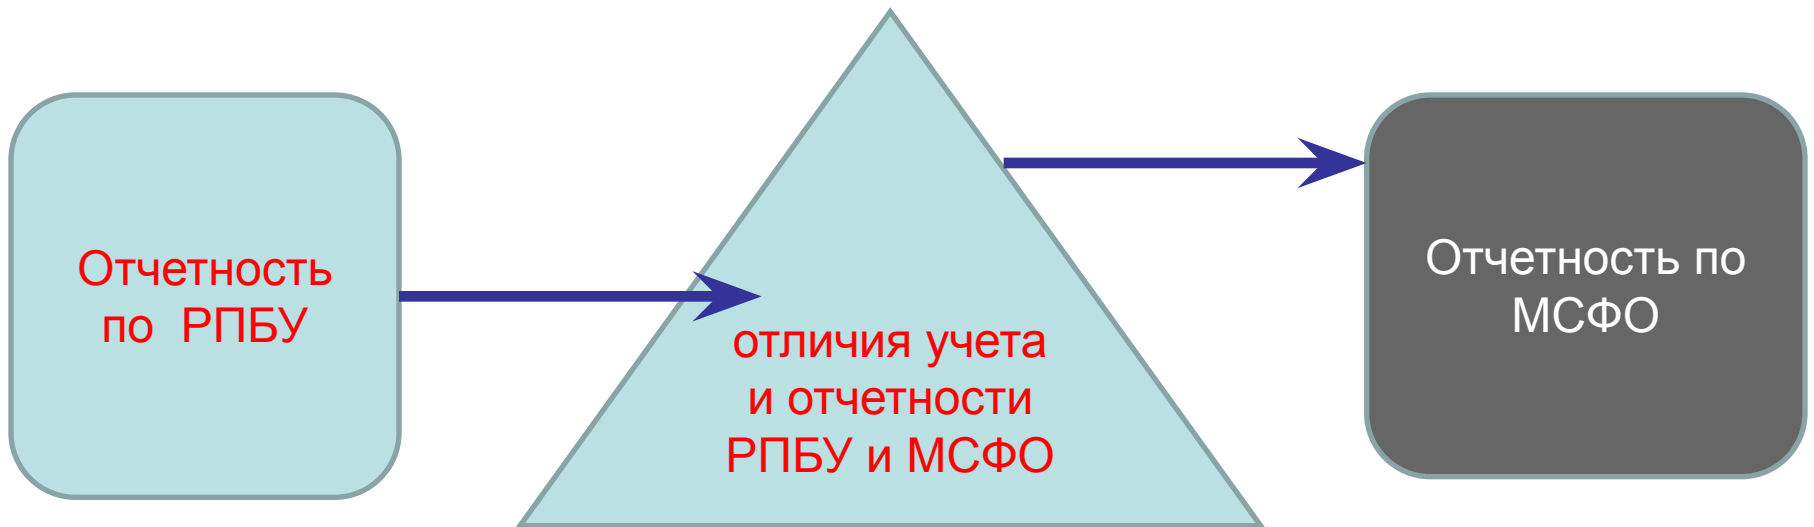 Отчетность
по РПБУ
отличия учета
и отчетности
РПБУ и МСФО
Отчетность по
МСФО